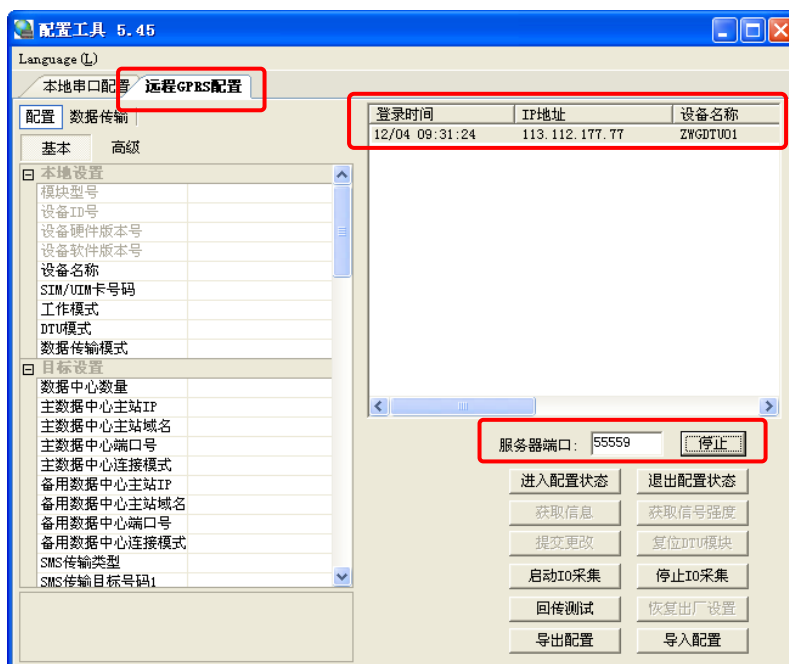 配置工具 5.45
Language (L)
本地串口配置 远程GPRS配置
配置 数据传输
基本 高级
本地设置
模块型号
设备ID号
设备硬件版本号
设备软件版本号
设备名称
SIM/UIM卡号码
工作模式
DTU模式
数据传输模式
目标设置
数据中心数量
主数据中心主站IP
主数据中心主站域名
主数据中心端口号
主数据中心连接模式
备用数据中心主站IP
备用数据中心主站域名
备用数据中心端口号
备用数据中心连接模式
SMS传输类型
SMS传输目标号码1
登录时间 IP地址 设备名称
12/04 09:31:24 113.112.177.77 ZWGDTU01
服务器端口: 55559 停止
进入配置状态 退出配置状态
获取信息 获取信号强度
提交更改 复位DTU模块
启动IO采集 停止IO采集
回传测试 恢复出厂设置
导出配置 导入配置